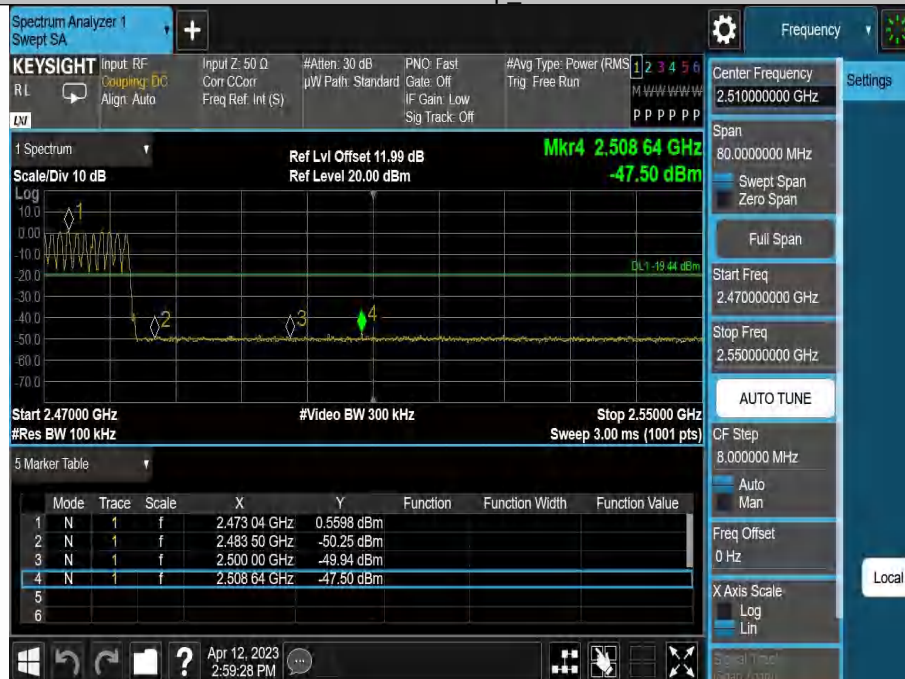 Spectrum Analyzer 1
Swept SA
+
Frequency
KEYSIGHT
RL
LXI
Input: RF
Coupling: DC
Align: Auto
Input Z: 50 Ω
Corr CCorr
Freq Ref: Int (S)
#Atten: 30 dB
µW Path: Standard
PNO: Fast
Gate: Off
IF Gain: Low
Sig Track: Off
#Avg Type: Power (RMS
Trig: Free Run
1 2 3 4 5 6
M W W W W W
P P P P P P
1 Spectrum
Scale/Div 10 dB
Ref Lvl Offset 11.99 dB
Ref Level 20.00 dBm
Mkr4 2.508 64 GHz
-47.50 dBm
Log
10.0
0.00
-10.0
-20.0
-30.0
-40.0
-50.0
-60.0
-70.0
1
2
3
4
DL1 -19.44 dBm
Start 2.47000 GHz
#Res BW 100 kHz
#Video BW 300 kHz
Stop 2.55000 GHz
Sweep 3.00 ms (1001 pts)
5 Marker Table
Mode Trace Scale X Y Function Function Width Function Value
1 N 1 f 2.473 04 GHz 0.5598 dBm
2 N 1 f 2.483 50 GHz -50.25 dBm
3 N 1 f 2.500 00 GHz -49.94 dBm
4 N 1 f 2.508 64 GHz -47.50 dBm
5
6
?
Apr 12, 2023
2:59:28 PM
Center Frequency
2.510000000 GHz
Settings
Span
80.0000000 MHz
Swept Span
Zero Span
Full Span
Start Freq
2.470000000 GHz
Stop Freq
2.550000000 GHz
AUTO TUNE
CF Step
8.000000 MHz
Auto
Man
Freq Offset
0 Hz
X Axis Scale
Log
Lin
Local